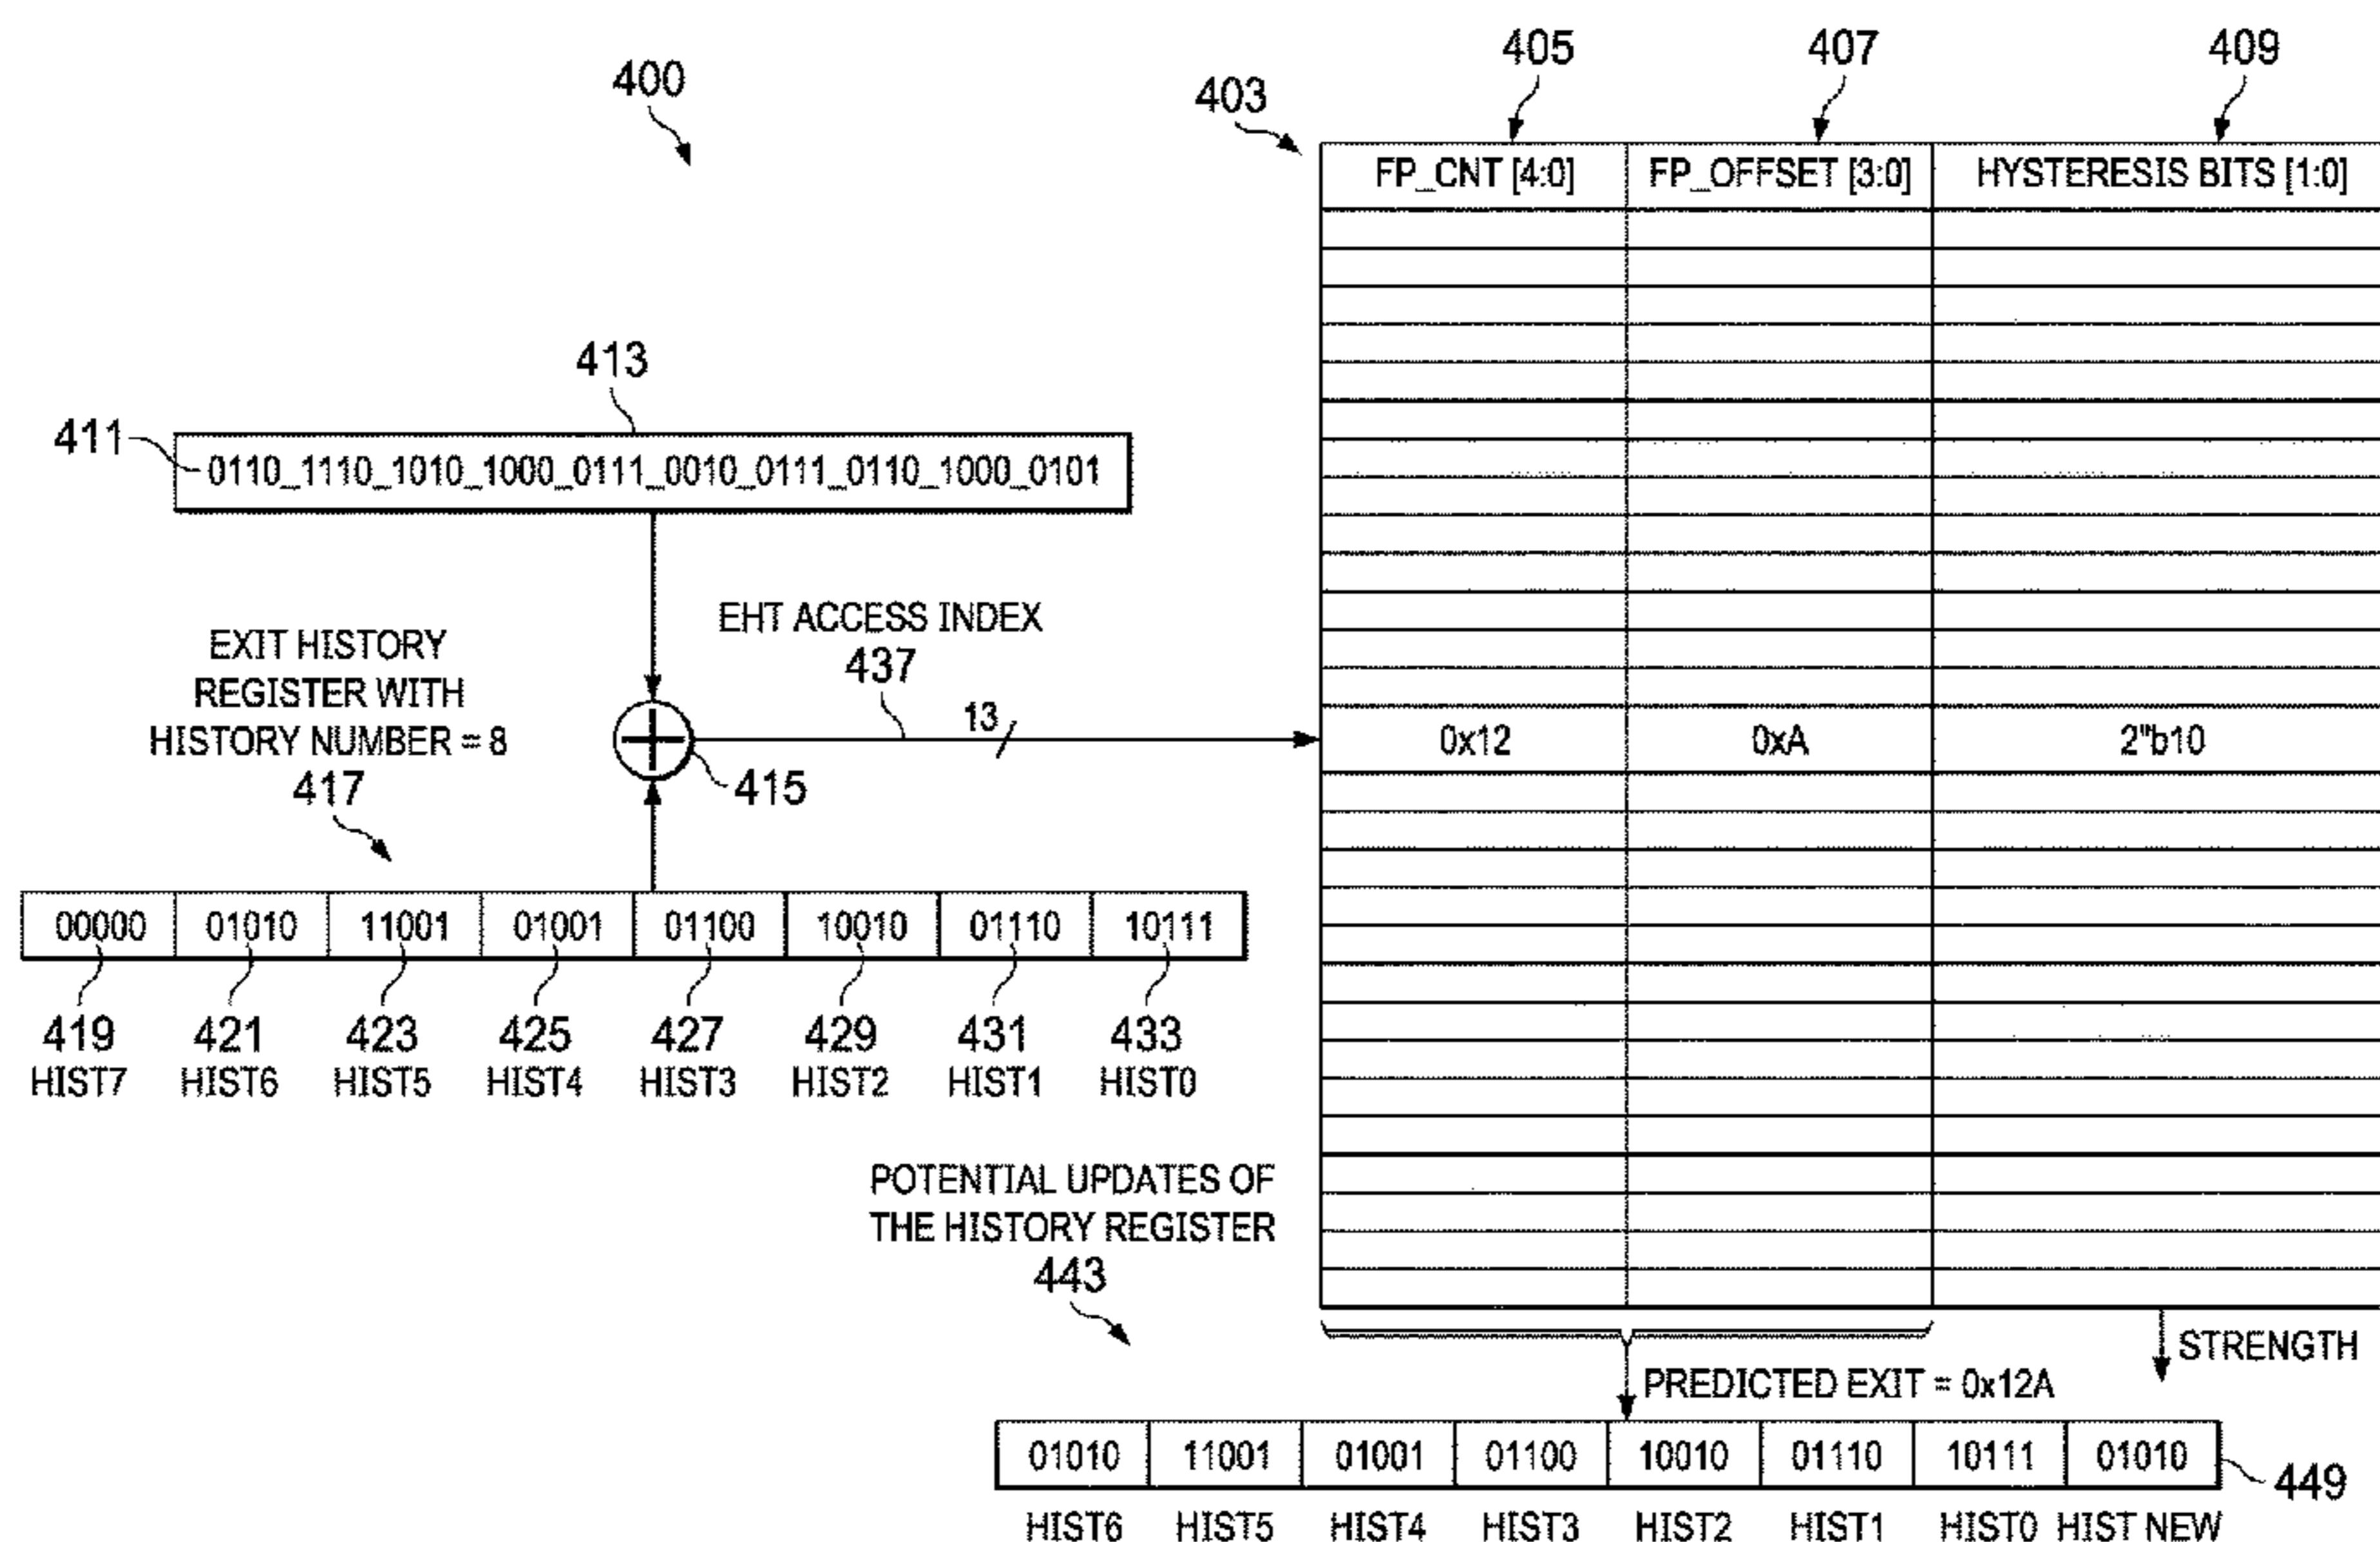 400
403
405
407
409
FP_CNT [4:0]
FP_OFFSET [3:0]
HYSTERESIS BITS [1:0]
413
411
0110_1110_1010_1000_0111_0010_0111_0110_1000_0101
EHT ACCESS INDEX
437
13
EXIT HISTORY
REGISTER WITH
HISTORY NUMBER = 8
417
415
0x12
0xA
2"b10
00000
01010
11001
01001
01100
10010
01110
10111
419
421
423
425
427
429
431
433
HIST7
HIST6
HIST5
HIST4
HIST3
HIST2
HIST1
HIST0
POTENTIAL UPDATES OF
THE HISTORY REGISTER
443
STRENGTH
PREDICTED EXIT = 0x12A
01010
11001
01001
01100
10010
01110
10111
01010
449
HIST6
HIST5
HIST4
HIST3
HIST2
HIST1
HIST0
HIST NEW